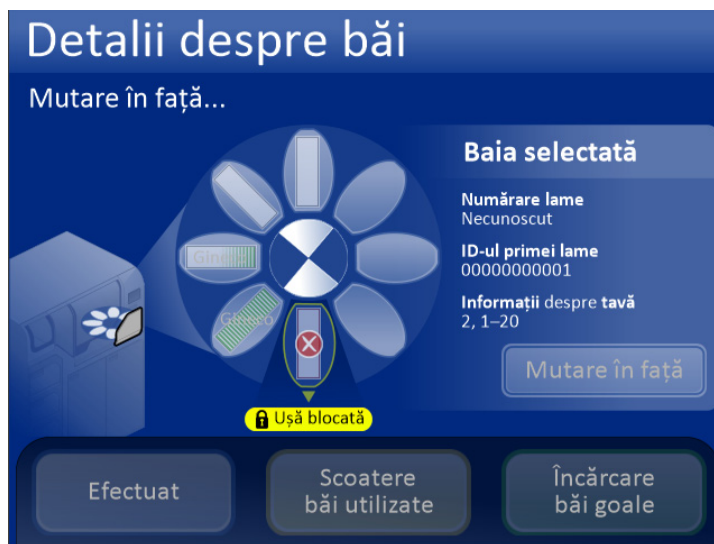 Detalii despre băi
Mutare în față...
Baia selectată
Numărare lame
Necunoscut
ID-ul primei lame
00000000001
Informații despre tavă
2, 1–20
Mutare în față
Ușă blocată
Efectuat
Scoatere
băi utilizate
Încărcare
băi goale